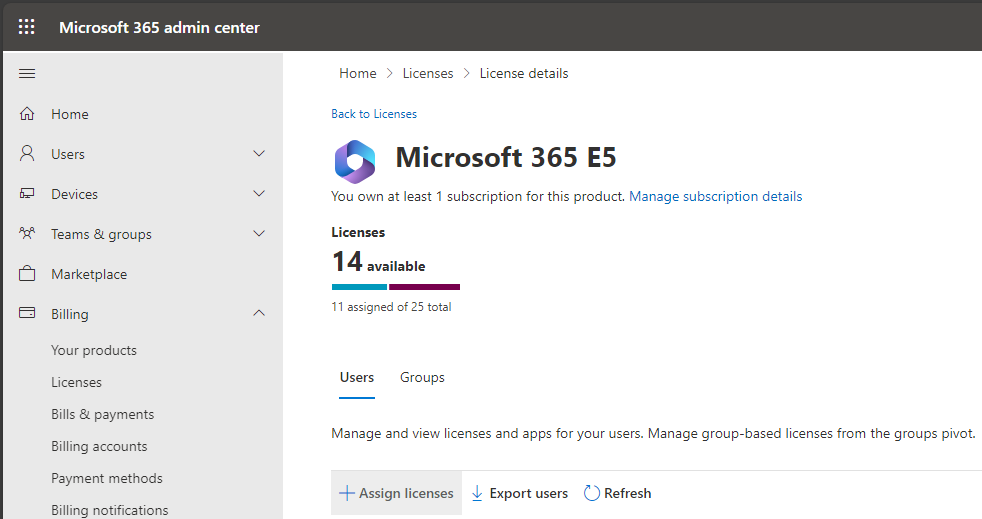 Microsoft 365 admin center
Home
Users
Devices
Teams & groups
Marketplace
Billing
Your products
Licenses
Bills & payments
Billing accounts
Payment methods
Billing notifications
Home > Licenses > License details
Back to Licenses
Microsoft 365 E5
You own at least 1 subscription for this product. Manage subscription details
Licenses
14 available
11 assigned of 25 total
Users Groups
Manage and view licenses and apps for your users. Manage group-based licenses from the groups pivot.
Assign licenses Export users Refresh